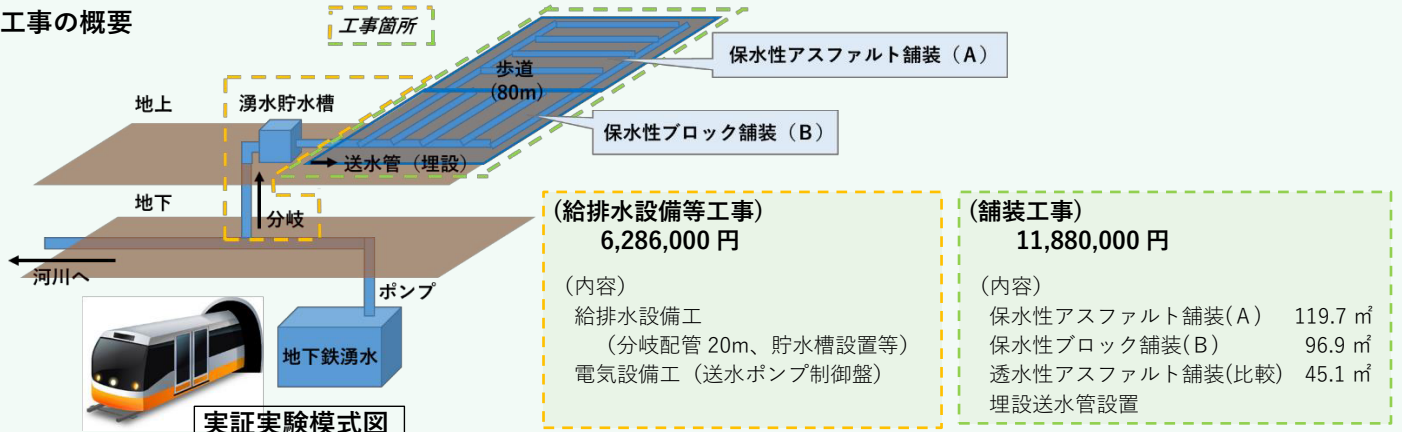 工事の概要
工事箇所
保水性アスファルト舗装（A）
歩道
(80m)
地上
湧水貯水槽
保水性ブロック舗装（B）
送水管（埋設）
地下
分岐
河川へ
ポンプ
地下鉄湧水
実証実験模式図
(給排水設備等工事)
6,286,000 円
（内容）
給排水設備工
（分岐配管 20m、貯水槽設置等）
電気設備工（送水ポンプ制御盤）
(舗装工事)
11,880,000 円
（内容）
保水性アスファルト舗装(A) 119.7 ㎡
保水性ブロック舗装(B) 96.9 ㎡
透水性アスファルト舗装(比較) 45.1 ㎡
埋設送水管設置